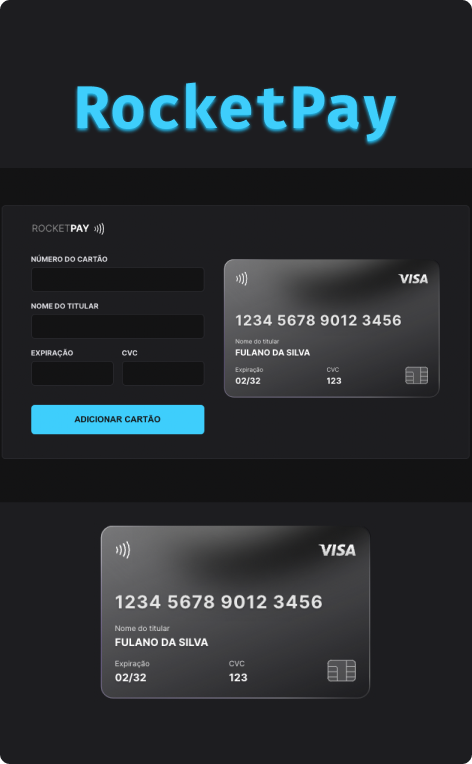 RocketPay
ROCKETPAY
NÚMERO DO CARTÃO
NOME DO TITULAR
EXPIRAÇÃO CVC
ADICIONAR CARTÃO
VISA
1234 5678 9012 3456
Nome do titular
FULANO DA SILVA
Expiração CVC
02/32 123
VISA
1234 5678 9012 3456
Nome do titular
FULANO DA SILVA
Expiração CVC
02/32 123